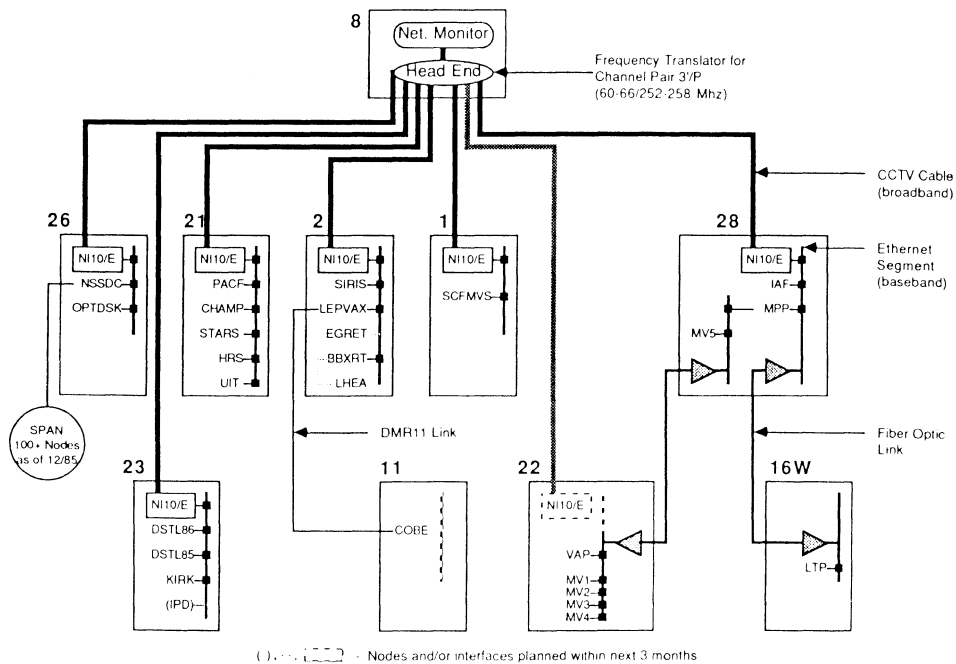 8
Net. Monitor
Head End
Frequency Translator for
Channel Pair 3'/P
(60-66/252-258 Mhz)
CCTV Cable
(broadband)
26
NI10/E
NSSDC
OPTDSK
SPAN
100+ Nodes
as of 12/85
21
NI10/E
PACF
CHAMP
STARS
HRS
UIT
2
NI10/E
SIRIS
LEPVAX
EGRET
BBXRT
LHEA
1
NI10/E
SCFMVS
28
NI10/E
IAF
MPP
MV5
Ethernet
Segment
(baseband)
DMR11 Link
Fiber Optic
Link
23
NI10/E
DSTL86
DSTL85
KIRK
(IPD)
11
COBE
22
NI10/E
VAP
MV1
MV2
MV3
MV4
16W
LTP
( ), ..., - Nodes and/or interfaces planned within next 3 months